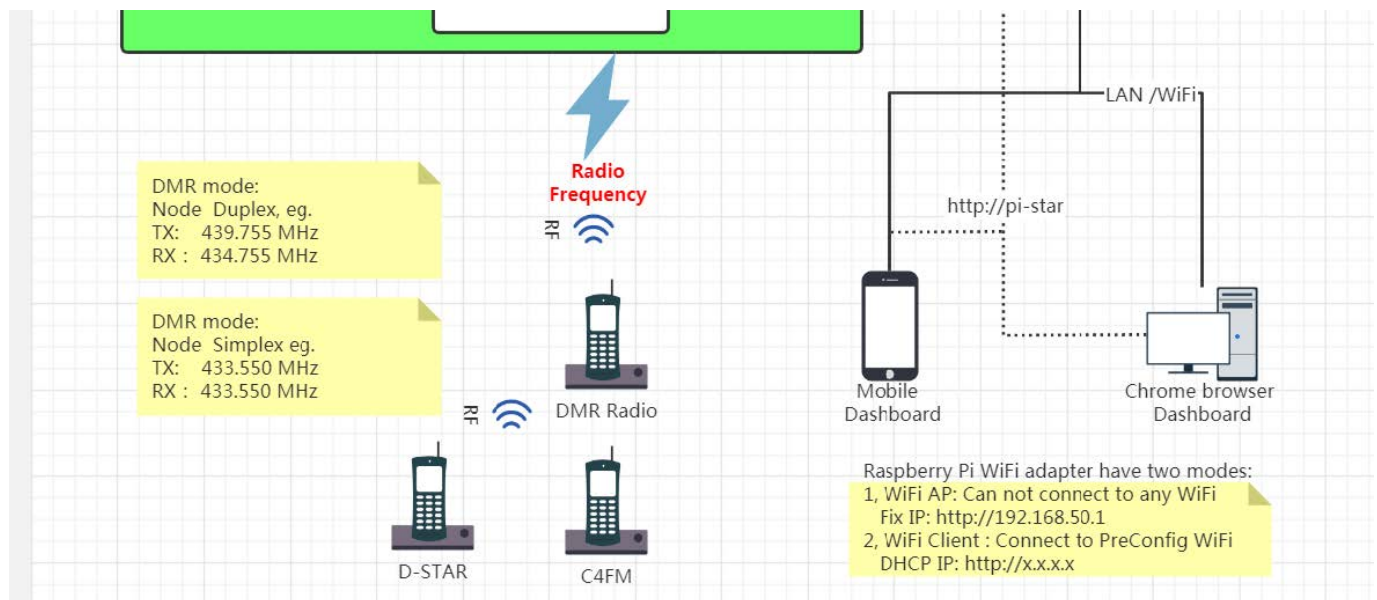 LAN /WiFi
Radio
Frequency
RF
DMR mode:
Node Duplex, eg.
TX: 439.755 MHz
RX : 434.755 MHz
http://pi-star
DMR mode:
Node Simplex eg.
TX: 433.550 MHz
RX : 433.550 MHz
RF
DMR Radio
Mobile
Dashboard
Chrome browser
Dashboard
D-STAR
C4FM
Raspberry Pi WiFi adapter have two modes:
1, WiFi AP: Can not connect to any WiFi
Fix IP: http://192.168.50.1
2, WiFi Client : Connect to PreConfig WiFi
DHCP IP: http://x.x.x.x